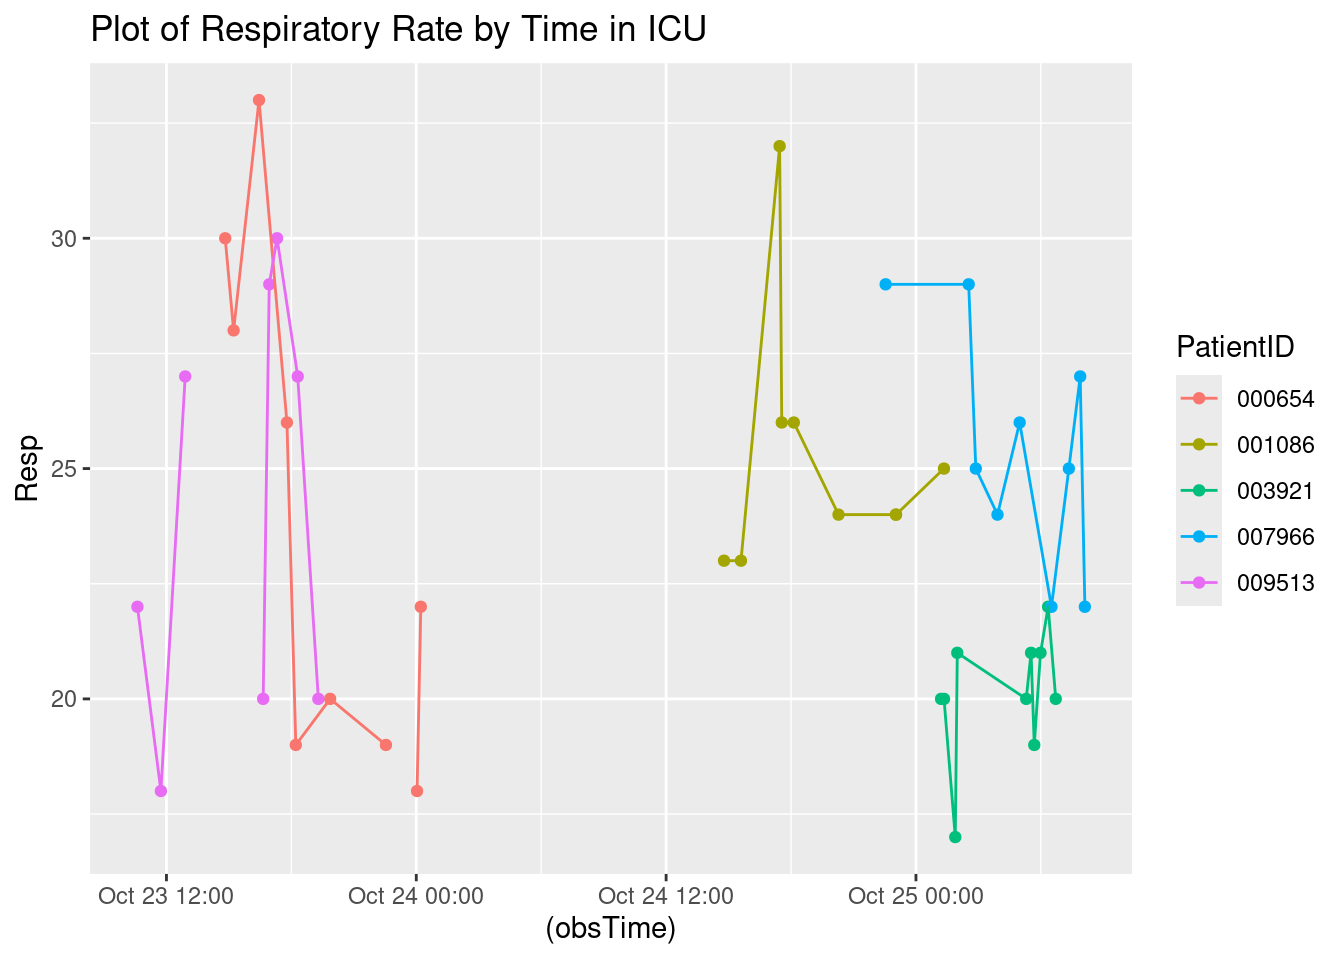 Plot of Respiratory Rate by Time in ICU
30
25
20
Resp
Oct 23 12:00
Oct 24 00:00
Oct 24 12:00
Oct 25 00:00
(obsTime)
PatientID
000654
001086
003921
007966
009513